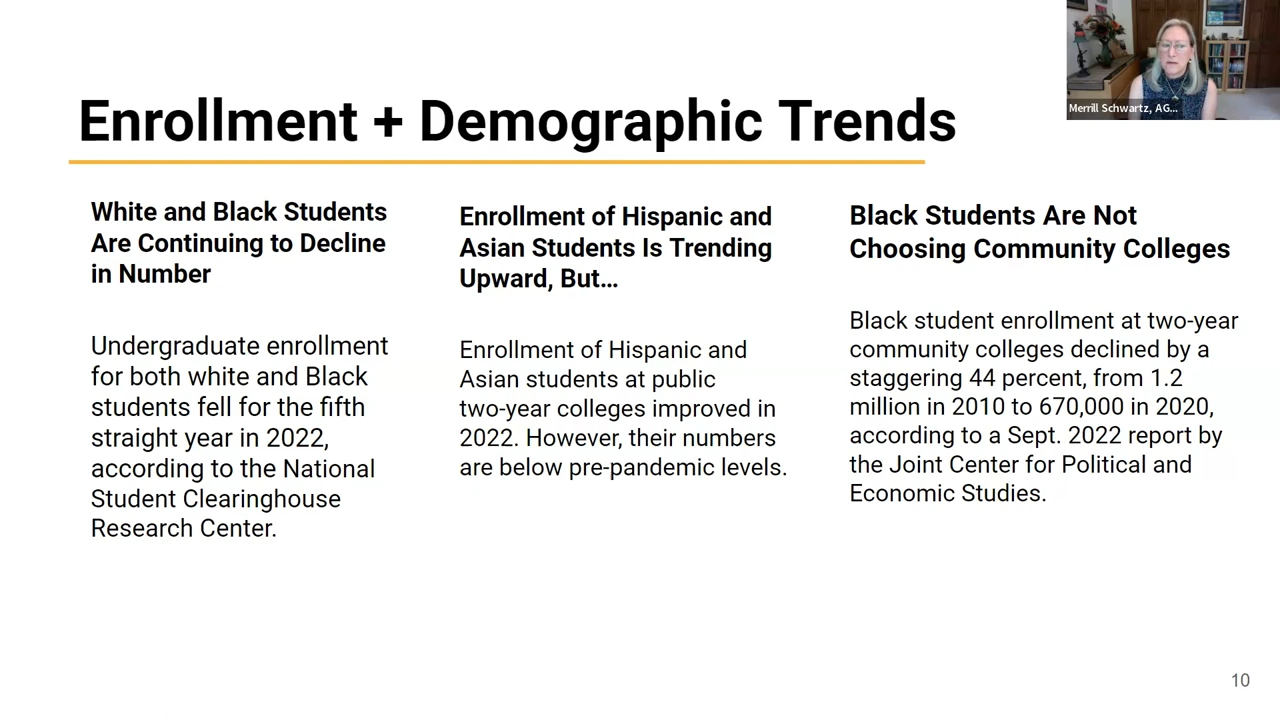 Enrollment + Demographic Trends
Merrill Schwartz, AG...
White and Black Students
Are Continuing to Decline
in Number
Undergraduate enrollment
for both white and Black
students fell for the fifth
straight year in 2022,
according to the National
Student Clearinghouse
Research Center.
Enrollment of Hispanic and
Asian Students Is Trending
Upward, But...
Enrollment of Hispanic and
Asian students at public
two-year colleges improved in
2022. However, their numbers
are below pre-pandemic levels.
Black Students Are Not
Choosing Community Colleges
Black student enrollment at two-year
community colleges declined by a
staggering 44 percent, from 1.2
million in 2010 to 670,000 in 2020,
according to a Sept. 2022 report by
the Joint Center for Political and
Economic Studies.
10